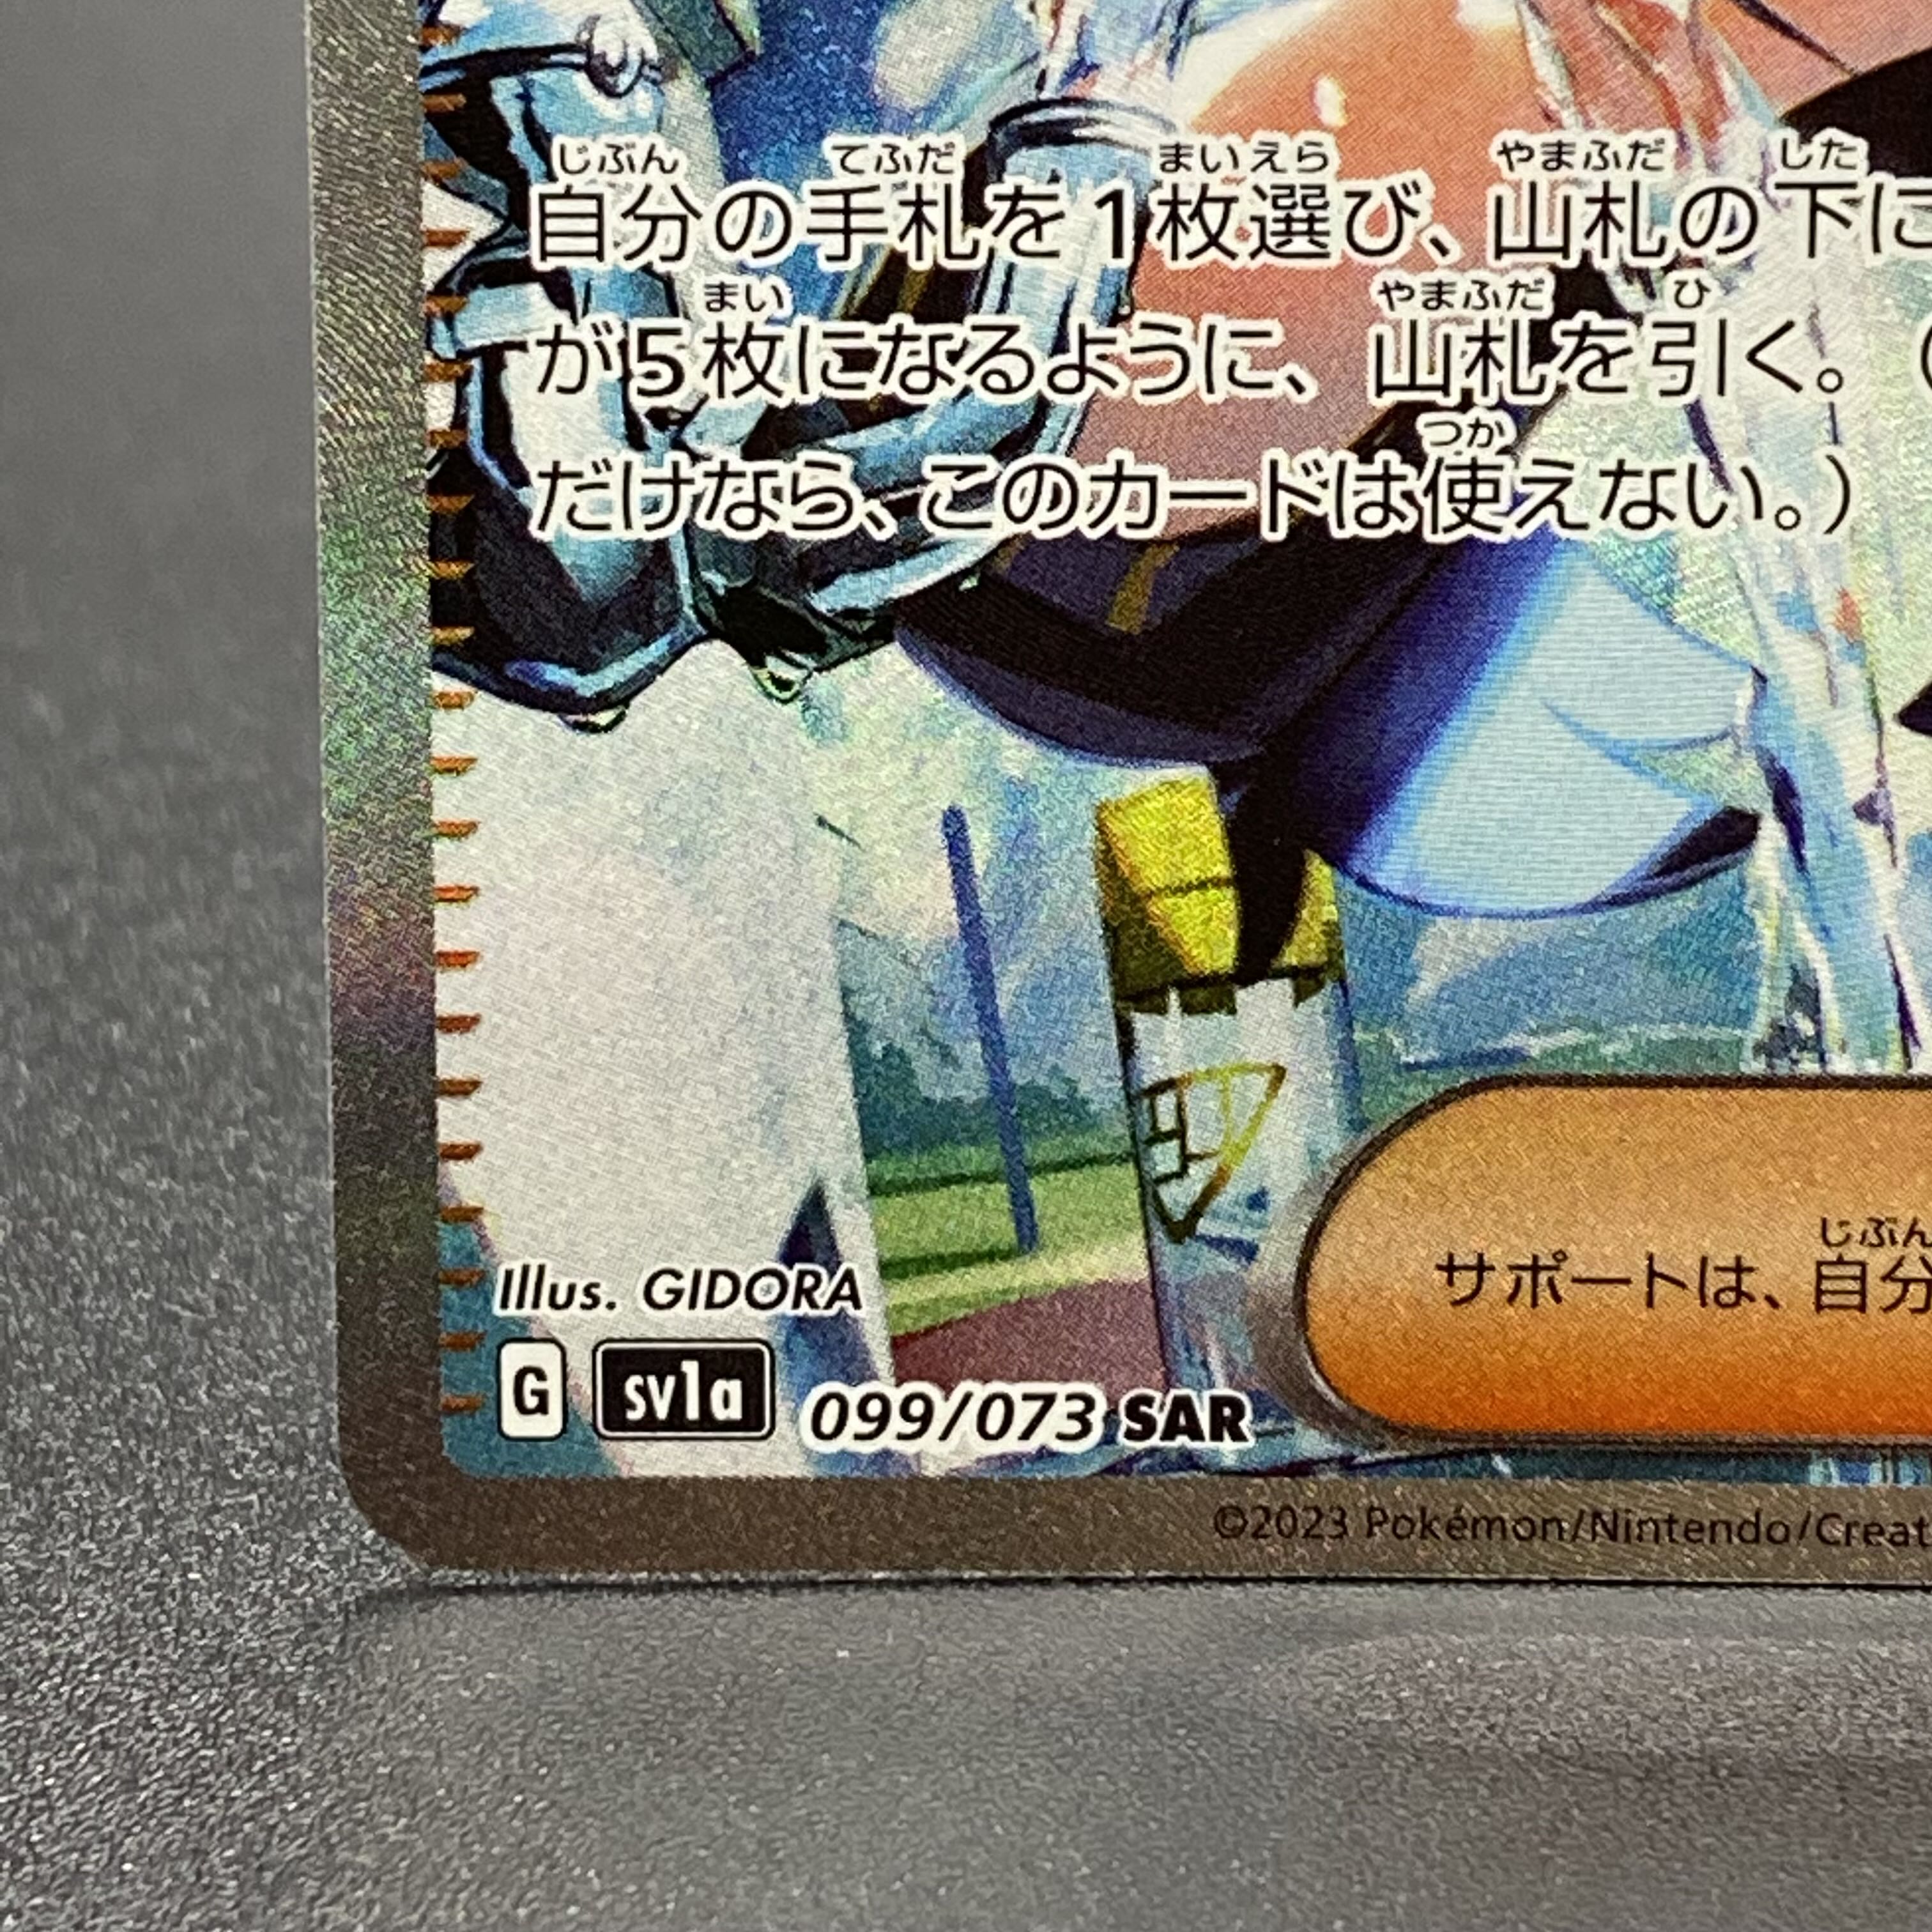 じぶん てふだ まいえら やまふだ した
自分の手札を1枚選び、山札の下に
まい やまふだ ひ
が5枚になるように、山札を引く。(
つか
だけなら、このカードは使えない。)
じぶん
サポートは、自分
Illus. GIDORA
G sv1a 099/073 SAR
©2023 Pokémon/Nintendo/Creat